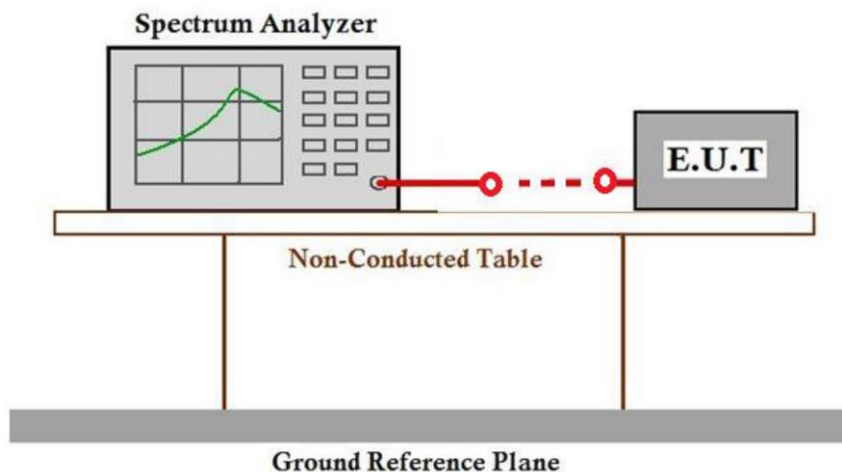 Spectrum Analyzer
E.U.T
Non-Conducted Table
Ground Reference Plane